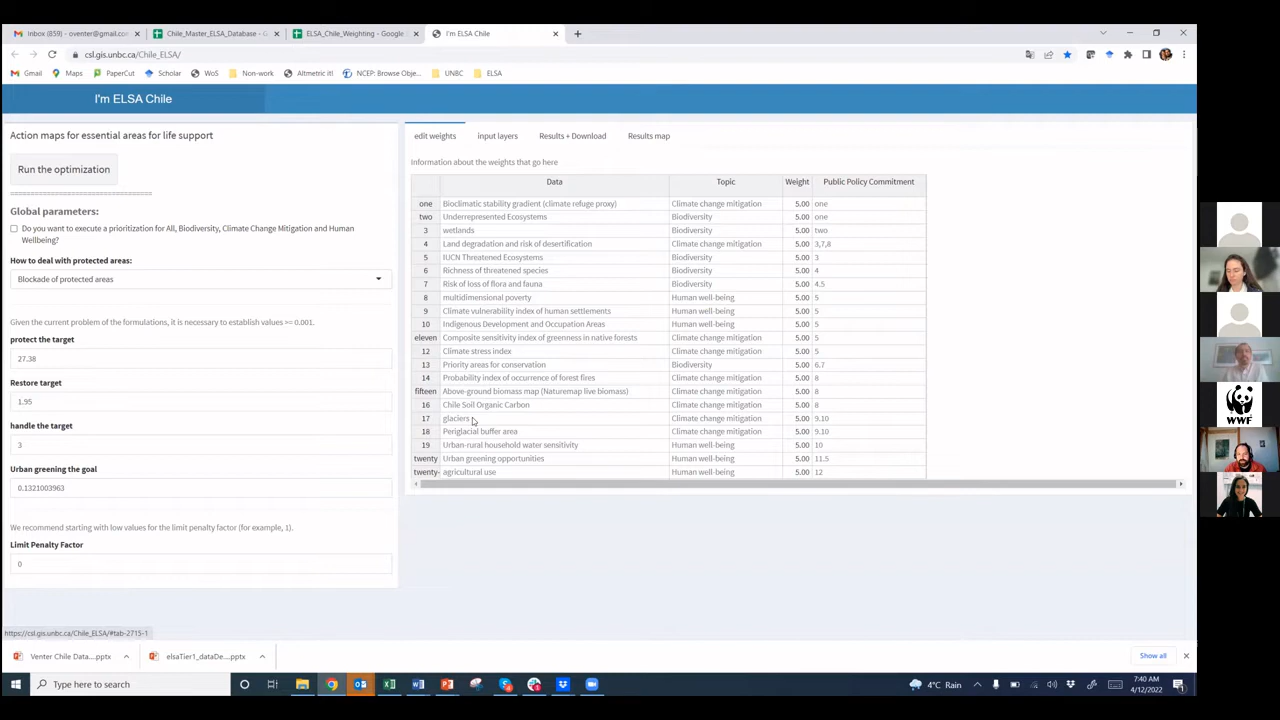 Inbox (859) - oventer@gmail.com
Chile_Master_ELSA_Database - G
ELSA_Chile_Weighting - Google
I'm ELSA Chile
csl.gis.unbc.ca/Chile_ELSA/
Gmail Maps PaperCut Scholar WoS Non-work Altmetric it! NCEP: Browse Obje... UNBC ELSA
I'm ELSA Chile
Action maps for essential areas for life support
Run the optimization
==================================
Global parameters:
Do you want to execute a prioritization for All, Biodiversity, Climate Change Mitigation and Human
Wellbeing?
How to deal with protected areas:
Blockade of protected areas
Given the current problem of the formulations, it is necessary to establish values >= 0.001.
protect the target
27.38
Restore target
1.95
handle the target
3
Urban greening the goal
0.1321003963
We recommend starting with low values for the limit penalty factor (for example, 1).
Limit Penalty Factor
0
edit weights input layers Results + Download Results map
Information about the weights that go here
Data Topic Weight Public Policy Commitment
one Bioclimatic stability gradient (climate refuge proxy) Climate change mitigation 5.00 one
two Underrepresented Ecosystems Biodiversity 5.00 one
3 wetlands Biodiversity 5.00 two
4 Land degradation and risk of desertification Climate change mitigation 5.00 3,7,8
5 IUCN Threatened Ecosystems Biodiversity 5.00 3
6 Richness of threatened species Biodiversity 5.00 4
7 Risk of loss of flora and fauna Biodiversity 5.00 4.5
8 multidimensional poverty Human well-being 5.00 5
9 Climate vulnerability index of human settlements Human well-being 5.00 5
10 Indigenous Development and Occupation Areas Human well-being 5.00 5
eleven Composite sensitivity index of greenness in native forests Climate change mitigation 5.00 5
12 Climate stress index Climate change mitigation 5.00 5
13 Priority areas for conservation Biodiversity 5.00 6.7
14 Probability index of occurrence of forest fires Climate change mitigation 5.00 8
fifteen Above-ground biomass map (Naturemap live biomass) Climate change mitigation 5.00 8
16 Chile Soil Organic Carbon Climate change mitigation 5.00 8
17 glaciers Climate change mitigation 5.00 9.10
18 Periglacial buffer area Climate change mitigation 5.00 9.10
19 Urban-rural household water sensitivity Human well-being 5.00 10
twenty Urban greening opportunities Human well-being 5.00 11.5
twenty- agricultural use Human well-being 5.00 12
WWF
https://csl.gis.unbc.ca/Chile_ELSA/#tab-2715-1
Venter Chile Data....pptx
elsaTier1_dataDe....pptx
Show all
Type here to search
4°C Rain
7:40 AM
4/12/2022
1